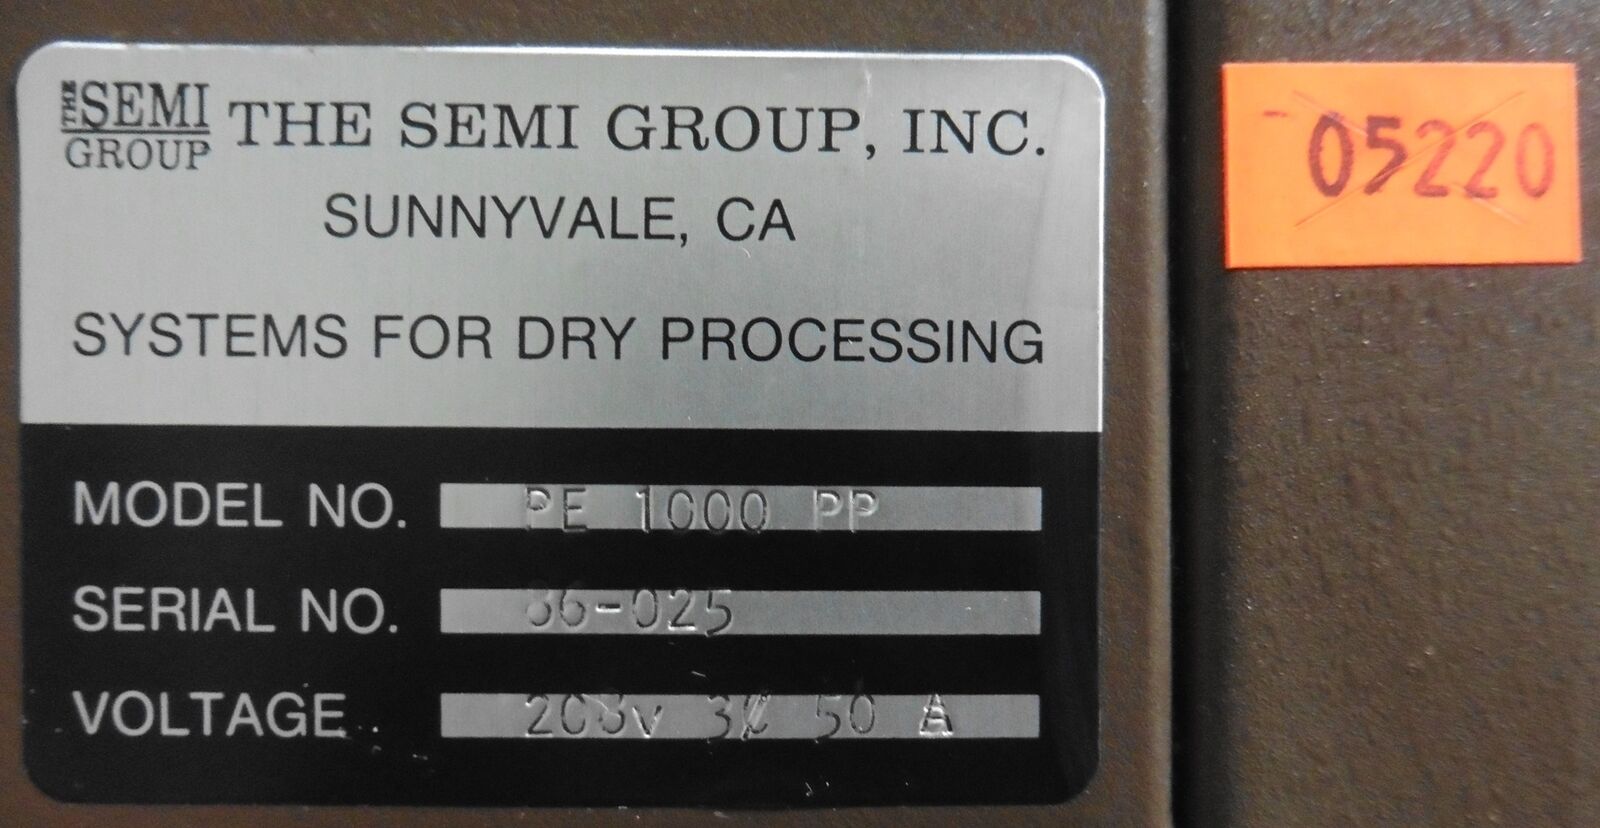 THE SEMI GROUP
THE SEMI GROUP, INC.
SUNNYVALE, CA
SYSTEMS FOR DRY PROCESSING
MODEL NO. PE 1000 PP
SERIAL NO. 86-025
VOLTAGE 208v 3Ø 50 A
05220